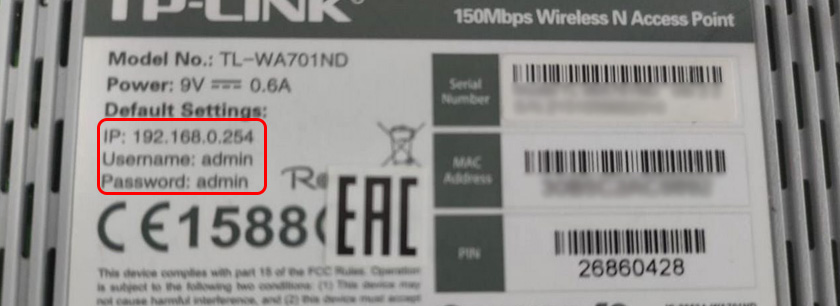 TP-LINK®
150Mbps Wireless N Access Point
Model No.: TL-WA701ND
Power: 9V 0.6A
Default Settings:
IP: 192.168.0.254
Username: admin
Password: admin
CE1588
EAC
This device complies with part 15 of the FCC Rules. Operation
is subject to the following two conditions: (1) This device may
not cause harmful interference, and (2) this device must accept
Serial
Number
MAC
Address
PIN
26860428